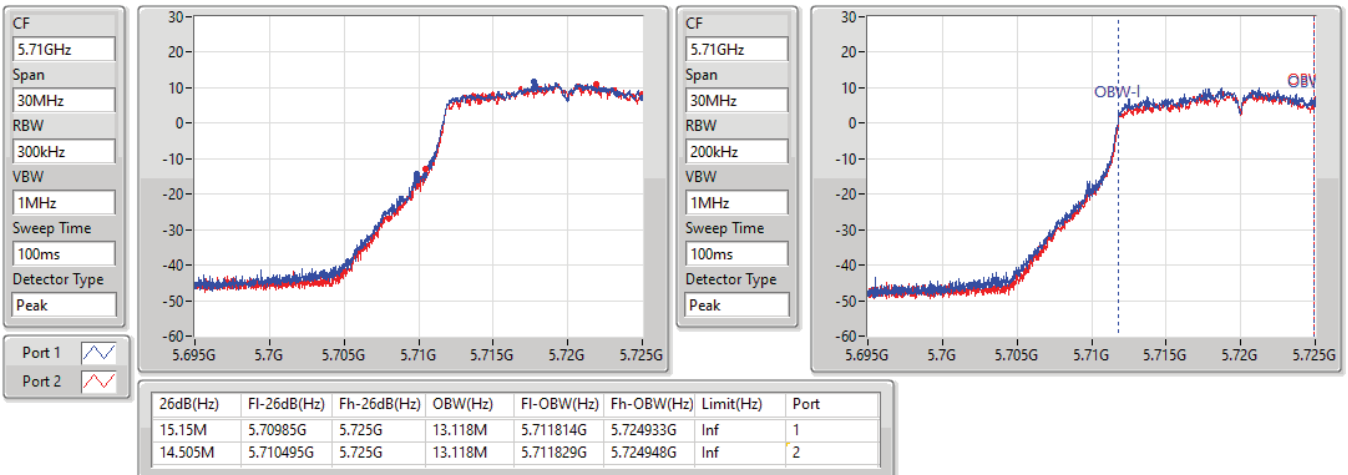 CF
5.71GHz
Span
30MHz
RBW
300kHz
VBW
1MHz
Sweep Time
100ms
Detector Type
Peak
Port 1
Port 2
30
20
10
0
-10
-20
-30
-40
-50
-60
5.695G 5.7G 5.705G 5.71G 5.715G 5.72G 5.725G
CF
5.71GHz
Span
30MHz
RBW
200kHz
VBW
1MHz
Sweep Time
100ms
Detector Type
Peak
30
20
10
0
-10
-20
-30
-40
-50
-60
OBW-l
OBW
5.695G 5.7G 5.705G 5.71G 5.715G 5.72G 5.725G
26dB(Hz) Fl-26dB(Hz) Fh-26dB(Hz) OBW(Hz) Fl-OBW(Hz) Fh-OBW(Hz) Limit(Hz) Port
15.15M 5.70985G 5.725G 13.118M 5.711814G 5.724933G Inf 1
14.505M 5.710495G 5.725G 13.118M 5.711829G 5.724948G Inf 2